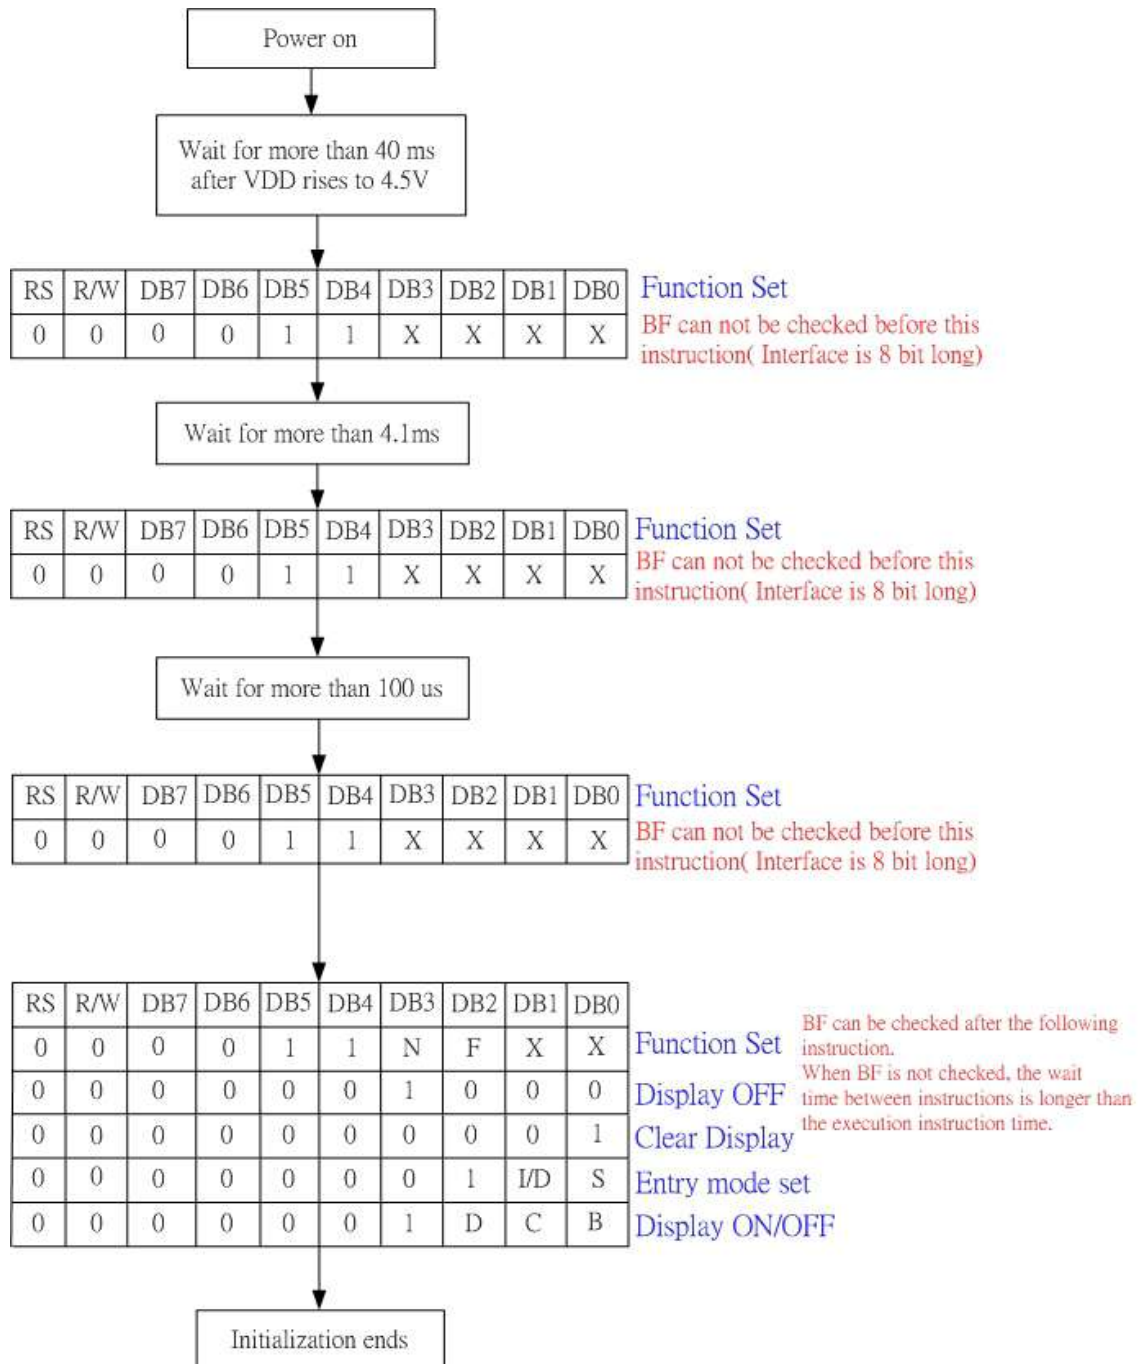 Power on
Wait for more than 40 ms
after VDD rises to 4.5V
RS R/W DB7 DB6 DB5 DB4 DB3 DB2 DB1 DB0 Function Set
0 0 0 0 1 1 X X X X BF can not be checked before this
instruction( Interface is 8 bit long)
Wait for more than 4.1ms
RS R/W DB7 DB6 DB5 DB4 DB3 DB2 DB1 DB0 Function Set
0 0 0 0 1 1 X X X X BF can not be checked before this
instruction( Interface is 8 bit long)
Wait for more than 100 us
RS R/W DB7 DB6 DB5 DB4 DB3 DB2 DB1 DB0 Function Set
0 0 0 0 1 1 X X X X BF can not be checked before this
instruction( Interface is 8 bit long)
RS R/W DB7 DB6 DB5 DB4 DB3 DB2 DB1 DB0
0 0 0 0 1 1 N F X X Function Set
0 0 0 0 0 0 1 0 0 0 Display OFF
0 0 0 0 0 0 0 0 0 1 Clear Display
0 0 0 0 0 0 0 1 I/D S Entry mode set
0 0 0 0 0 0 1 D C B Display ON/OFF
BF can be checked after the following
instruction.
When BF is not checked, the wait
time between instructions is longer than
the execution instruction time.
Initialization ends